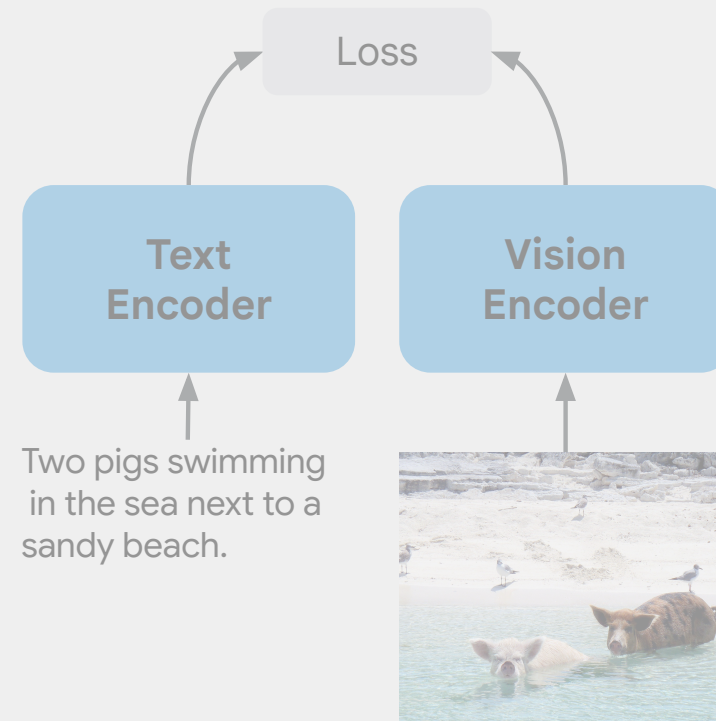 Loss
Text
Encoder
Vision
Encoder
Two pigs swimming
in the sea next to a
sandy beach.